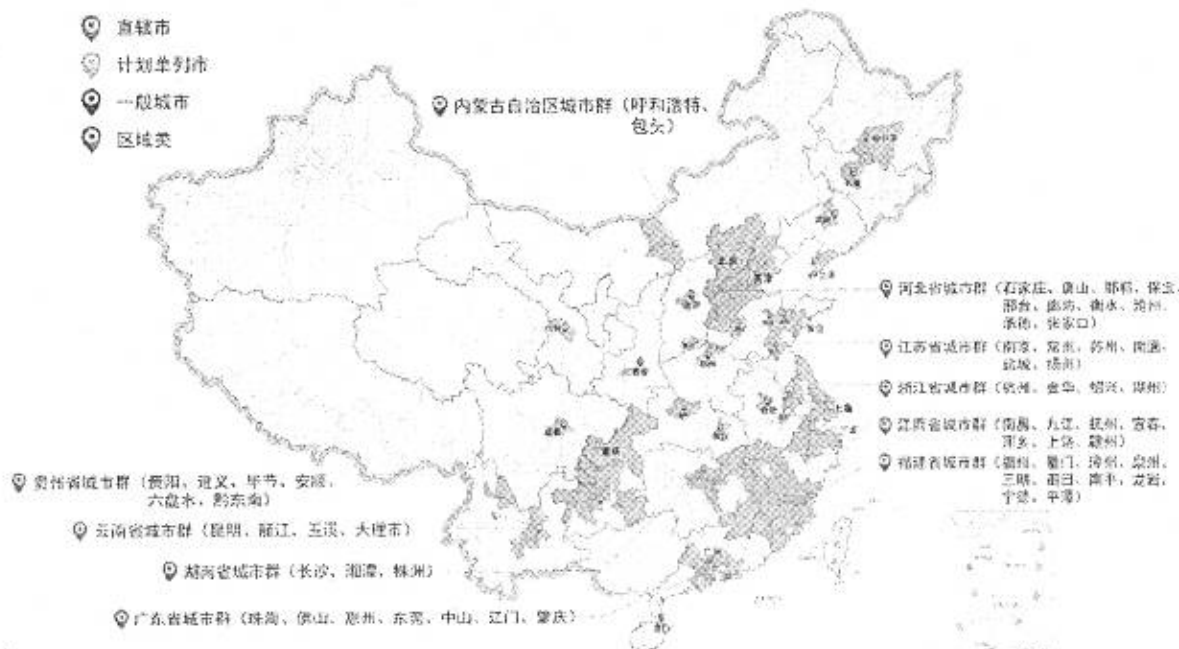 直辖市
计划单列市
一般城市
区域类
内蒙古自治区城市群（呼和浩特、
包头）
河北省城市群（石家庄、唐山、邯郸、保定、
邢台、廊坊、衡水、沧州、
承德、张家口）
江苏省城市群（南京、常州、苏州、南通、
盐城、扬州）
浙江省城市群（杭州、金华、绍兴、湖州）
江西省城市群（南昌、九江、抚州、宜春、
萍乡、上饶、赣州）
福建省城市群（福州、厦门、漳州、泉州、
三明、莆田、南平、龙岩、
宁德、平潭）
贵州省城市群（贵阳、遵义、毕节、安顺、
六盘水、黔东南）
云南省城市群（昆明、丽江、玉溪、大理市）
湖南省城市群（长沙、湘潭、株洲）
广东省城市群（珠海、佛山、惠州、东莞、中山、江门、肇庆）
北京
天津
上海
重庆
成都